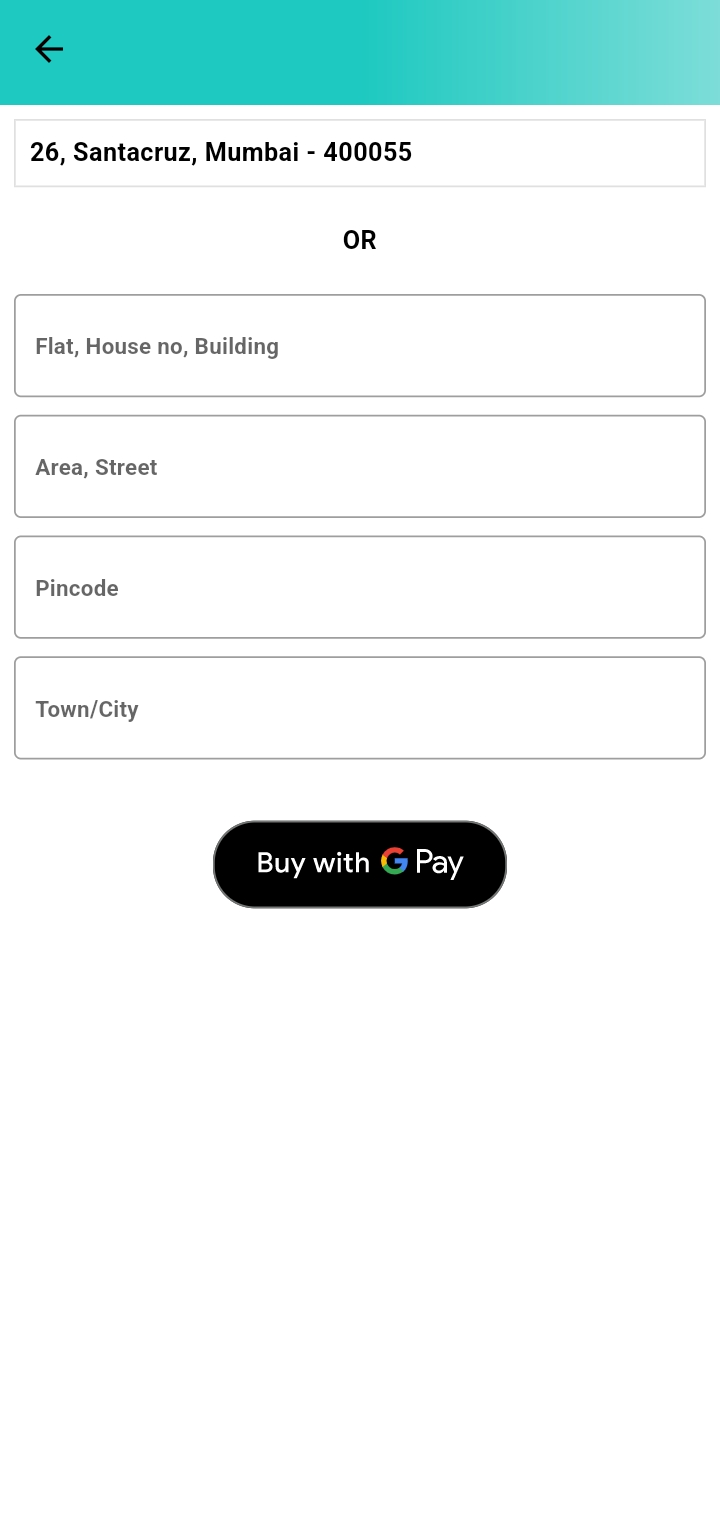 26, Santacruz, Mumbai - 400055
OR
Flat, House no, Building
Area, Street
Pincode
Town/City
Buy with G Pay